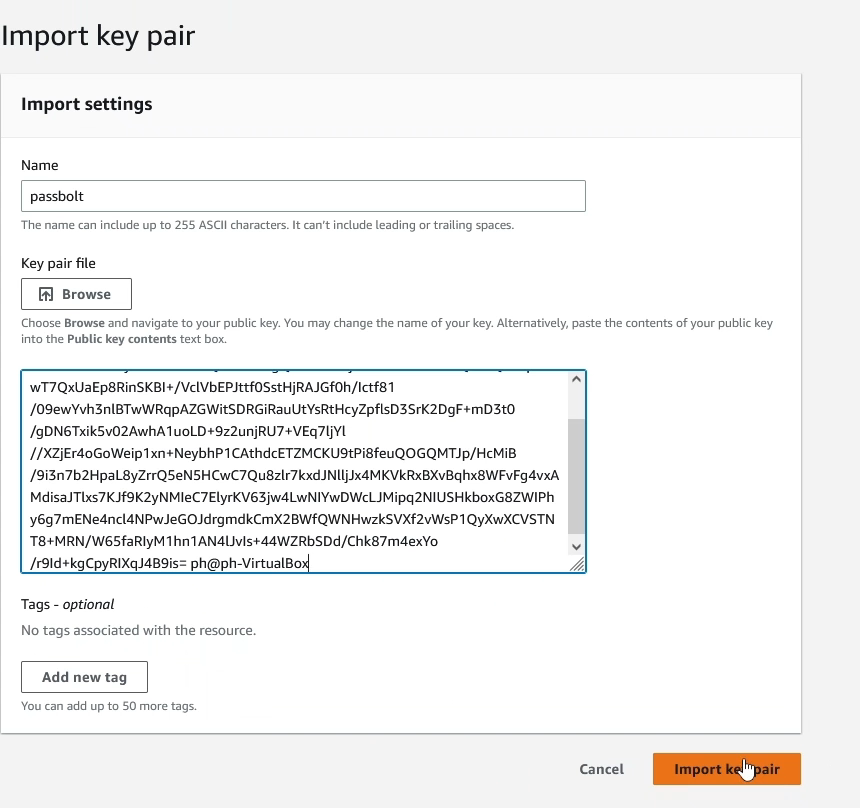 Import key pair
Import settings
Name
passbolt
The name can include up to 255 ASCII characters. It can't include leading or trailing spaces.
Key pair file
Browse
Choose Browse and navigate to your public key. You may change the name of your key. Alternatively, paste the contents of your public key
into the Public key contents text box.
wT7QxUaEp8RinSKBI+/VclVbEPJttf0SstHjRAJGf0h/Ictf81
/09ewYvh3nlBTwWRqpAZGWitSDRGiRauUtYsRtHcyZpflsD3SrK2DgF+mD3t0
/gDN6Txik5v02AwhA1uoLD+9z2unjRU7+VEq7ljYl
//XZjEr4oGoWeip1xn+NeybhP1CAthdcETZMCKU9tPi8feuQOGQMTJp/HcMiB
/9i3n7b2HpaL8yZrrQ5eN5HCwC7Qu8zlr7kxdJNlljJx4MKVkRxBXvBqhx8WFvFg4vxA
MdisaJTlxs7KJf9K2yNMIeC7ElyrKV63jw4LwNIYwDWcLJMipq2NIUSHkboxG8ZWIPh
y6g7mENe4ncl4NPwJeGOJdrgmdkCmX2BWfQWNHwzkSVXf2vWsP1QyXwXCVSTN
T8+MRN/W65faRIyM1hn1AN4lJvIs+44WZRbSDd/Chk87m4exYo
/r9Id+kgCpyRIXqJ4B9is= ph@ph-VirtualBox
Tags - optional
No tags associated with the resource.
Add new tag
You can add up to 50 more tags.
Cancel
Import key pair